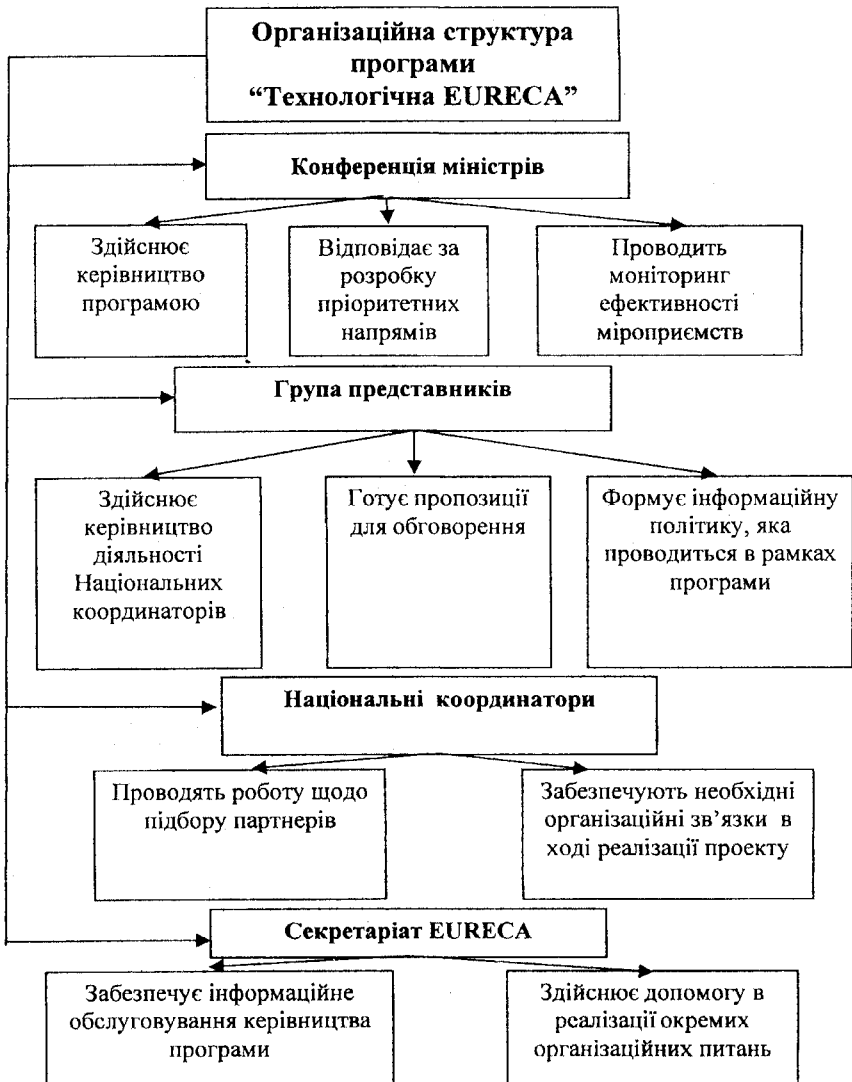 Організаційна структура
програми
“Технологічна EURECA”
Конференція міністрів
Здійснює
керівництво
програмою
Відповідає за
розробку
пріоритетних
напрямів
Проводить
моніторинг
ефективності
міроприємств
Група представників
Здійснює
керівництво
діяльності
Національних
координаторів
Готує пропозиції
для обговорення
Формує інформаційну
політику, яка
проводиться в рамках
програми
Національні координатори
Проводять роботу щодо
підбору партнерів
Забезпечують необхідні
організаційні зв’язки в
ході реалізації проекту
Секретаріат EURECA
Забезпечує інформаційне
обслуговування керівництва
програми
Здійснює допомогу в
реалізації окремих
організаційних питань